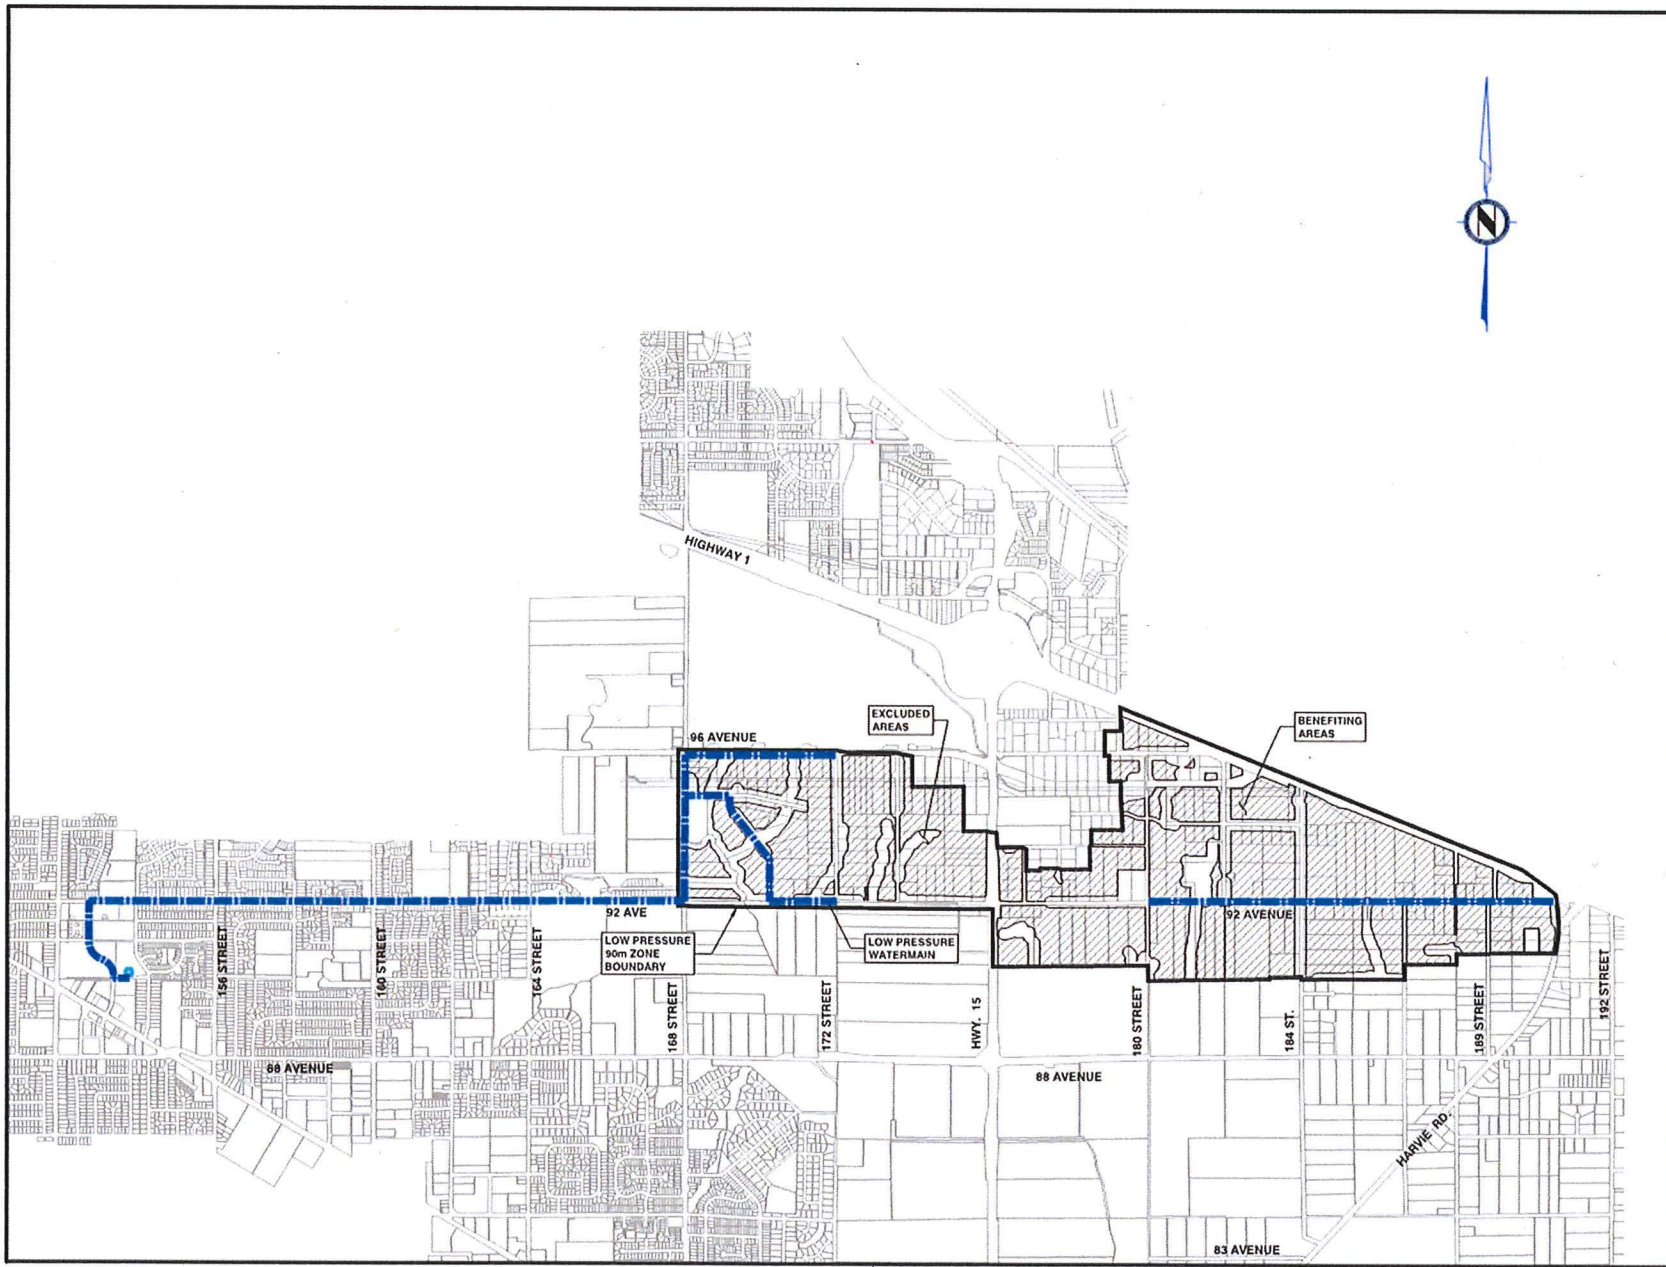 N
HIGHWAY 1
EXCLUDED
AREAS
BENEFITING
AREAS
96 AVENUE
92 AVE
92 AVENUE
LOW PRESSURE
90m ZONE
BOUNDARY
LOW PRESSURE
WATERMAIN
156 STREET
160 STREET
164 STREET
168 STREET
172 STREET
HWY. 15
180 STREET
184 ST.
189 STREET
192 STREET
88 AVENUE
88 AVENUE
HARVIE RD.
83 AVENUE